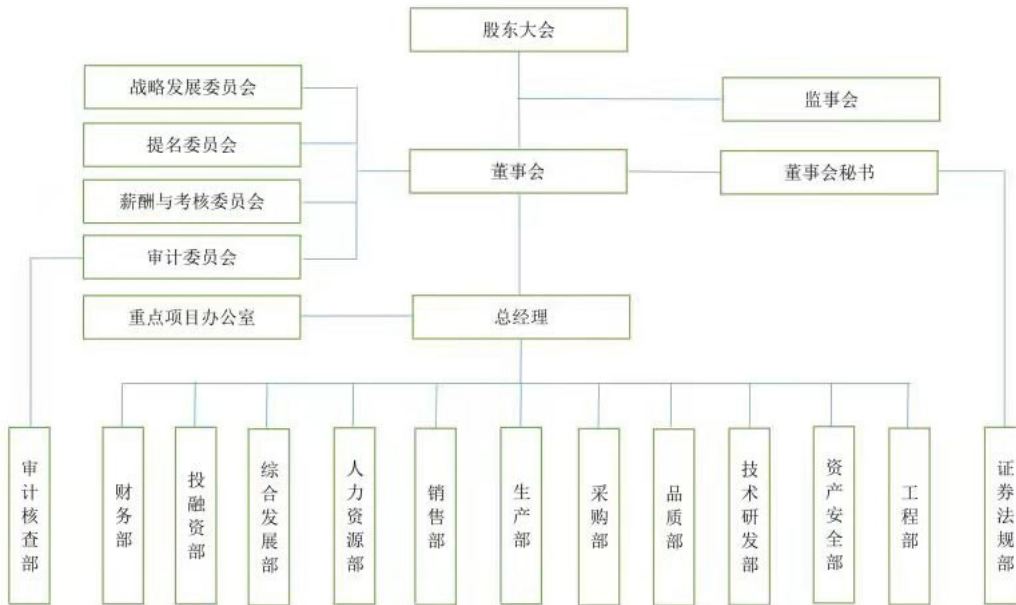 股东大会
战略发展委员会
监事会
提名委员会
董事会
董事会秘书
薪酬与考核委员会
审计委员会
重点项目办公室
总经理
审计核查部
财务部
投融资部
综合发展部
人力资源部
销售部
生产部
采购部
品质部
技术研发部
资产安全部
工程部
证券法规部